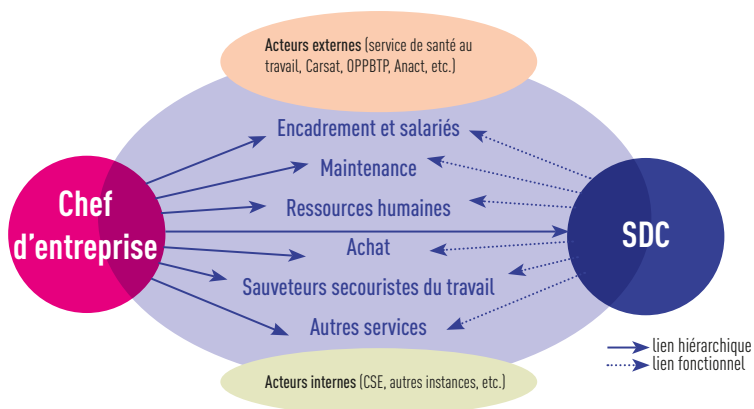 Acteurs externes (service de santé au
travail, Carsat, OPPBTP, Anact, etc.)
Encadrement et salariés
Maintenance
Ressources humaines
Chef
d'entreprise
SDC
Achat
Sauveteurs secouristes du travail
Autres services
lien hiérarchique
lien fonctionnel
Acteurs internes (CSE, autres instances, etc.)